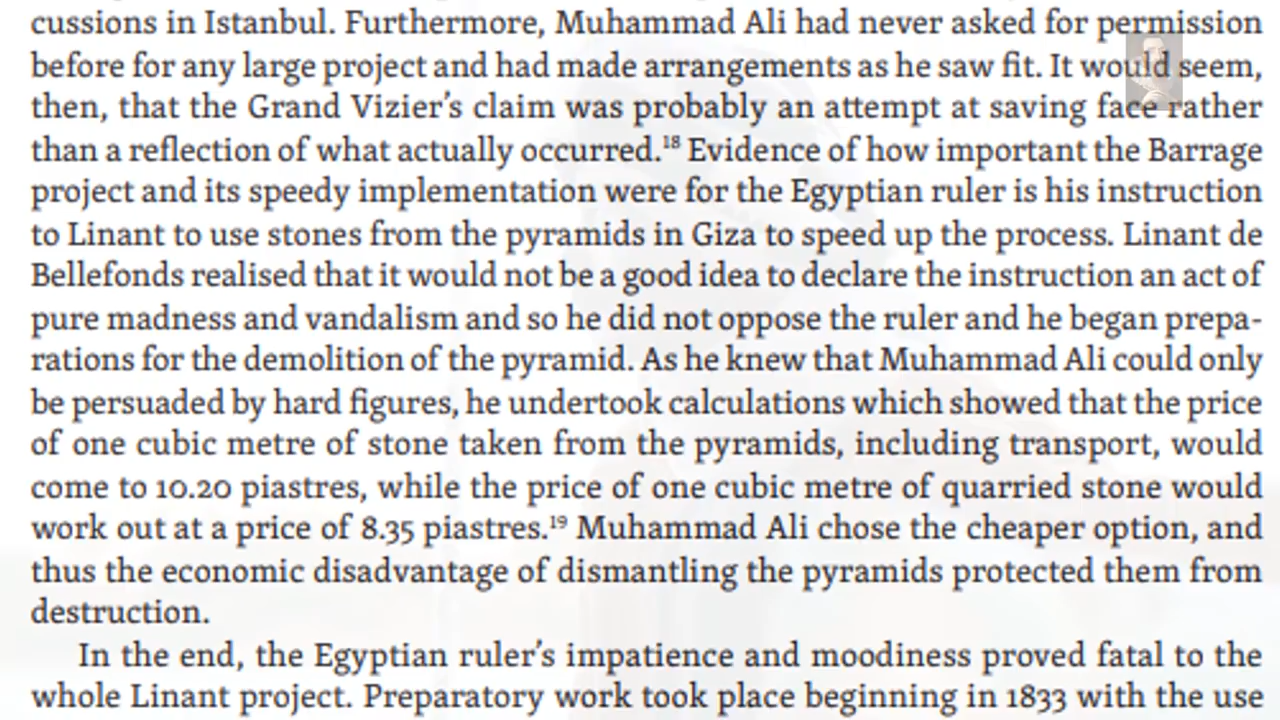 cussions in Istanbul. Furthermore, Muhammad Ali had never asked for permission
before for any large project and had made arrangements as he saw fit. It would seem,
then, that the Grand Vizier's claim was probably an attempt at saving face rather
than a reflection of what actually occurred.¹⁸ Evidence of how important the Barrage
project and its speedy implementation were for the Egyptian ruler is his instruction
to Linant to use stones from the pyramids in Giza to speed up the process. Linant de
Bellefonds realised that it would not be a good idea to declare the instruction an act of
pure madness and vandalism and so he did not oppose the ruler and he began prepa-
rations for the demolition of the pyramid. As he knew that Muhammad Ali could only
be persuaded by hard figures, he undertook calculations which showed that the price
of one cubic metre of stone taken from the pyramids, including transport, would
come to 10.20 piastres, while the price of one cubic metre of quarried stone would
work out at a price of 8.35 piastres.¹⁹ Muhammad Ali chose the cheaper option, and
thus the economic disadvantage of dismantling the pyramids protected them from
destruction.
In the end, the Egyptian ruler's impatience and moodiness proved fatal to the
whole Linant project. Preparatory work took place beginning in 1833 with the use